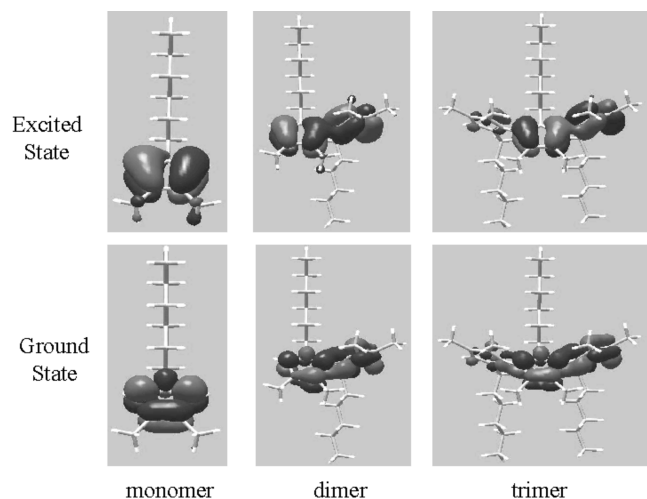 Excited
State
Ground
State
monomer
dimer
trimer